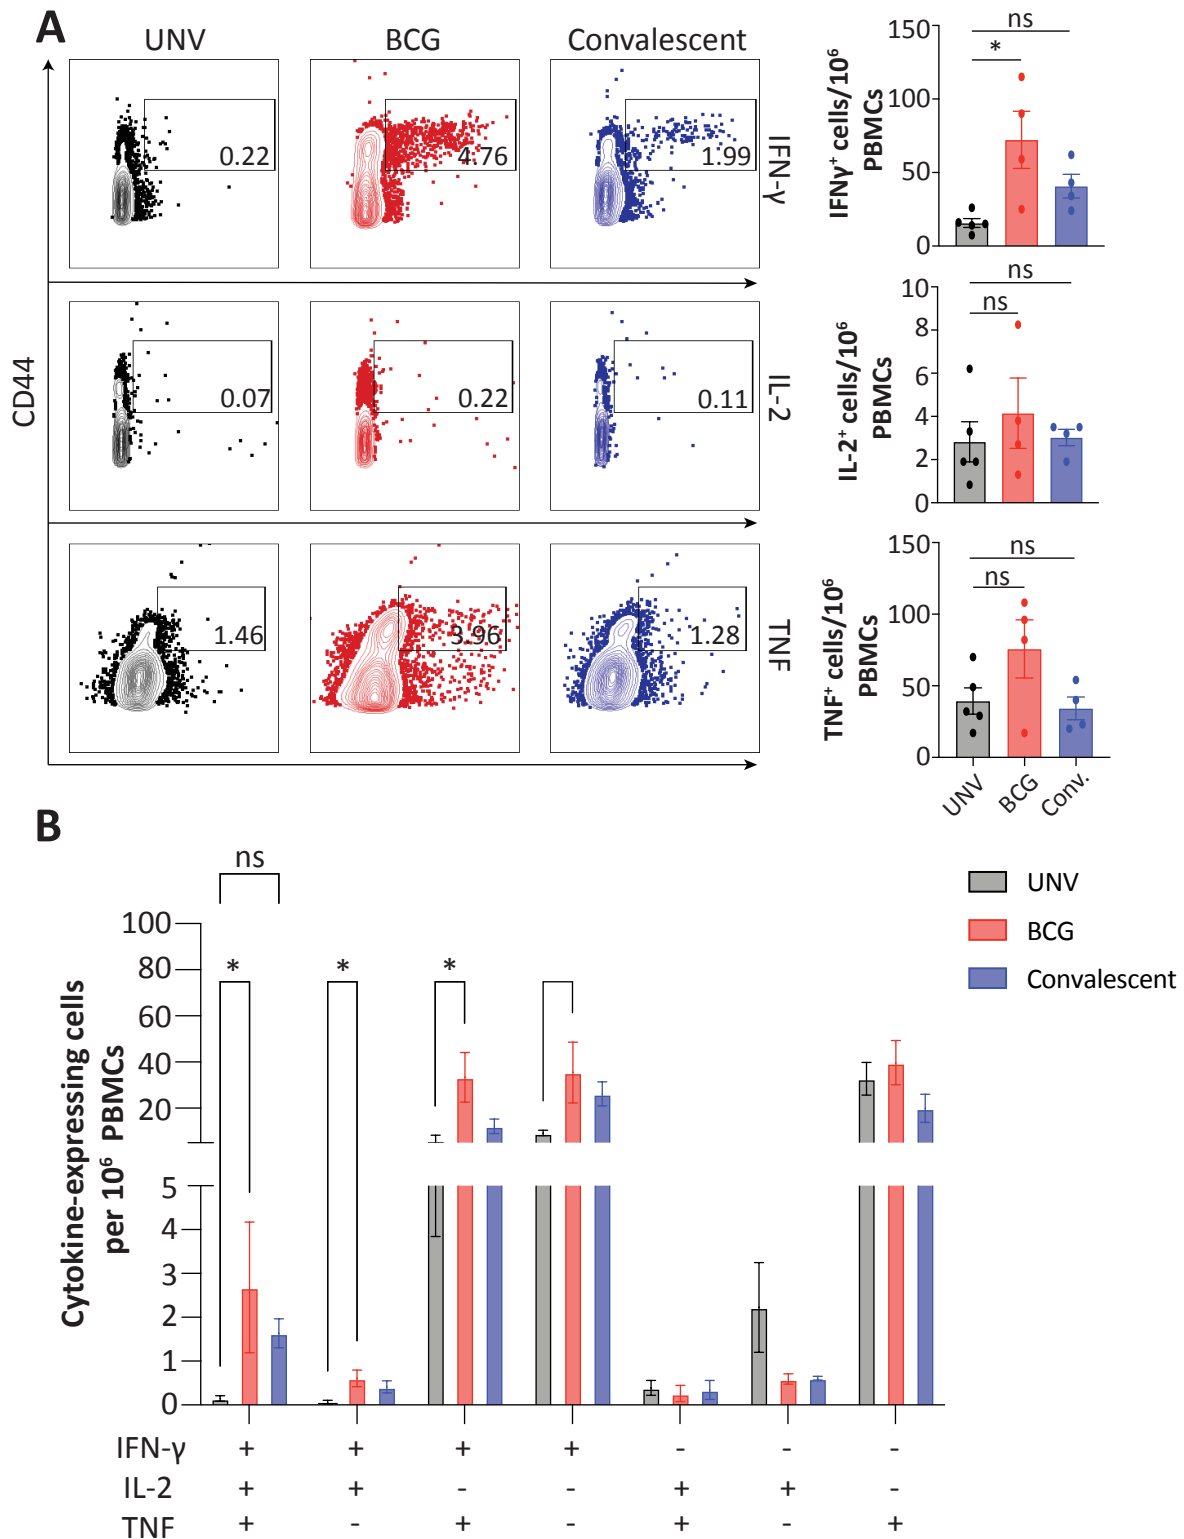 A
UNV BCG Convalescent
CD44
0.22 4.76 1.99
IFN-γ
0.07 0.22 0.11
IL-2
1.46 3.96 1.28
TNF
IFNγ⁺ cells/10⁶
PBMCs
150
100
50
0
ns
*
IL-2⁺ cells/10⁶
PBMCs
10
8
6
4
2
0
ns
ns
TNF⁺ cells/10⁶
PBMCs
150
100
50
0
ns
ns
UNV BCG Conv.
B
Cytokine-expressing cells
per 10⁶ PBMCs
100
80
60
40
20
5
4
3
2
1
0
ns
* * *
UNV
BCG
Convalescent
IFN-γ + + + + - - -
IL-2 + + - - + + -
TNF + - + - + - +